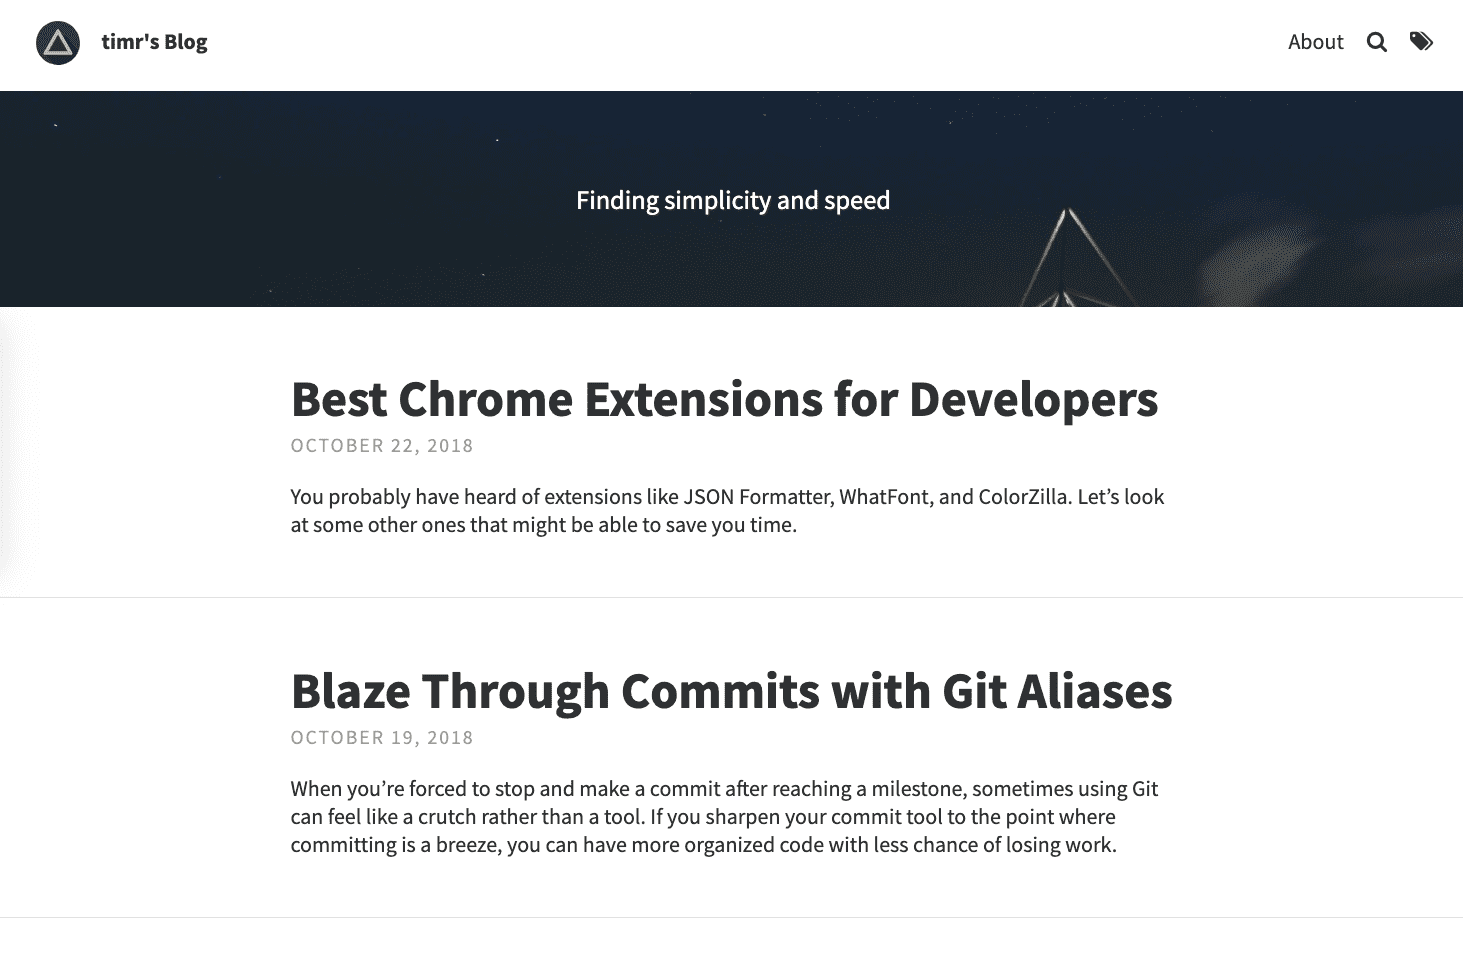 timr's Blog
About
Finding simplicity and speed
Best Chrome Extensions for Developers
OCTOBER 22, 2018
You probably have heard of extensions like JSON Formatter, WhatFont, and ColorZilla. Let’s look
at some other ones that might be able to save you time.
Blaze Through Commits with Git Aliases
OCTOBER 19, 2018
When you’re forced to stop and make a commit after reaching a milestone, sometimes using Git
can feel like a crutch rather than a tool. If you sharpen your commit tool to the point where
committing is a breeze, you can have more organized code with less chance of losing work.